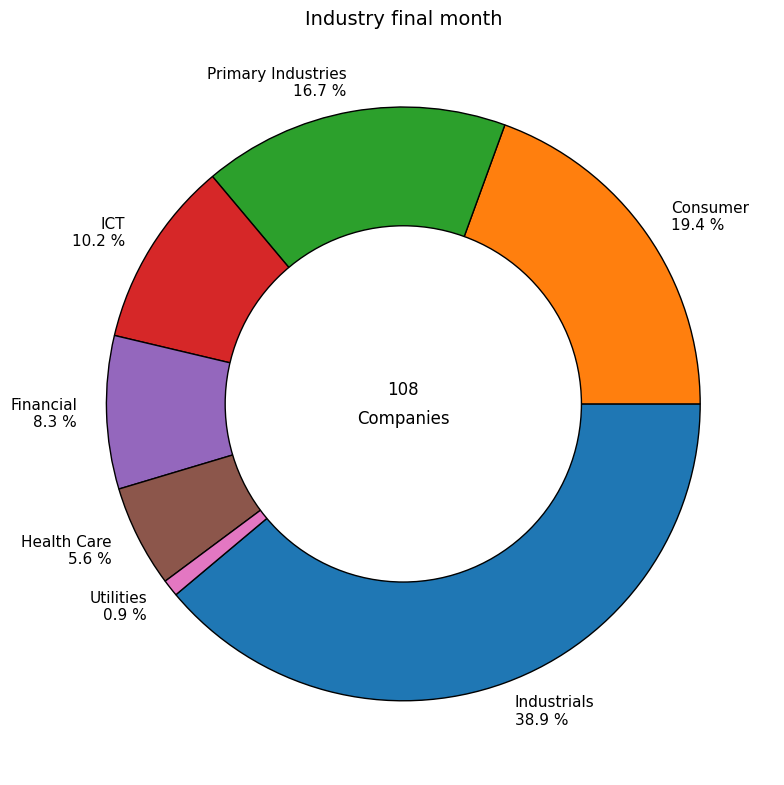 Industry final month
Primary Industries
16.7 %
Consumer
19.4 %
ICT
10.2 %
108
Companies
Financial
8.3 %
Health Care
5.6 %
Utilities
0.9 %
Industrials
38.9 %